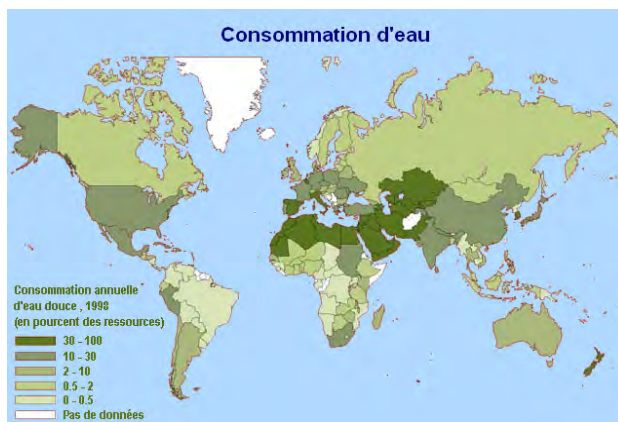 Consommation d'eau
Consommation annuelle
d'eau douce , 1998
(en pourcent des ressources)
30 - 100
10 - 30
2 - 10
0.5 - 2
0 - 0.5
Pas de données